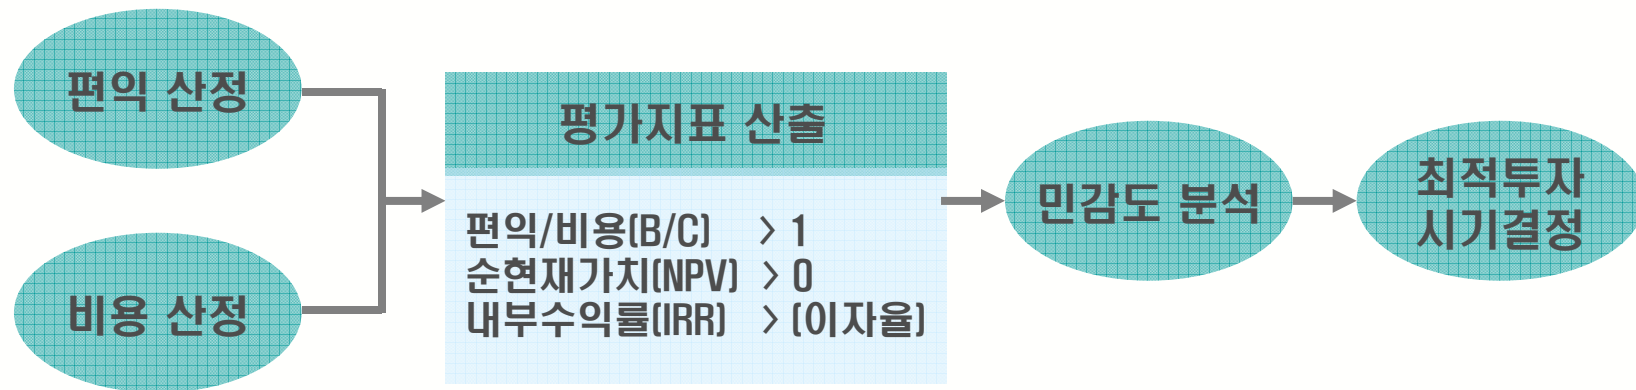 편익 산정
비용 산정
평가지표 산출
편익/비용(B/C) > 1
순현재가치(NPV) > 0
내부수익률(IRR) > (이자율)
민감도 분석
최적투자
시기결정